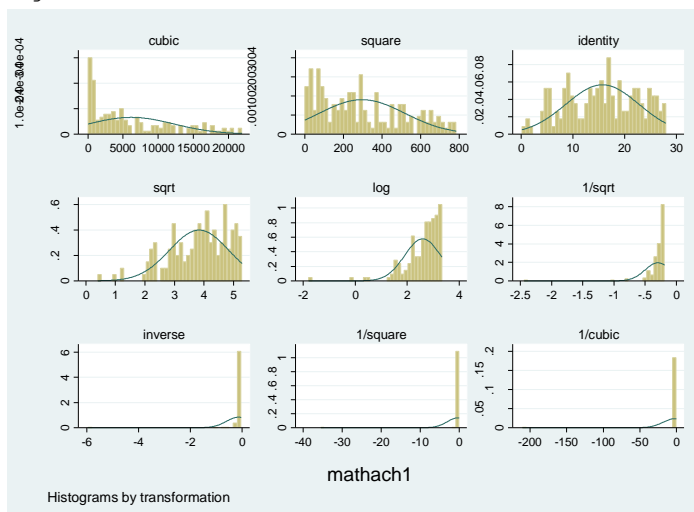 cubic
square
identity
0
0 5000 10000 15000 20000
0
0 200 400 600 800
0 .02 .04 .06 .08
0 10 20 30
sqrt
log
1/sqrt
0 .2 .4 .6
0 1 2 3 4 5
0 .2 .4 .6 .8 1
-2 0 2 4
0 2 4 6 8
-2.5 -2 -1.5 -1 -.5 0
inverse
1/square
1/cubic
0 2 4 6
-6 -4 -2 0
0 .2 .4 .6 .8 1
-40 -30 -20 -10 0
0 .05 .1 .15 .2
-200 -150 -100 -50 0
mathach1
Histograms by transformation